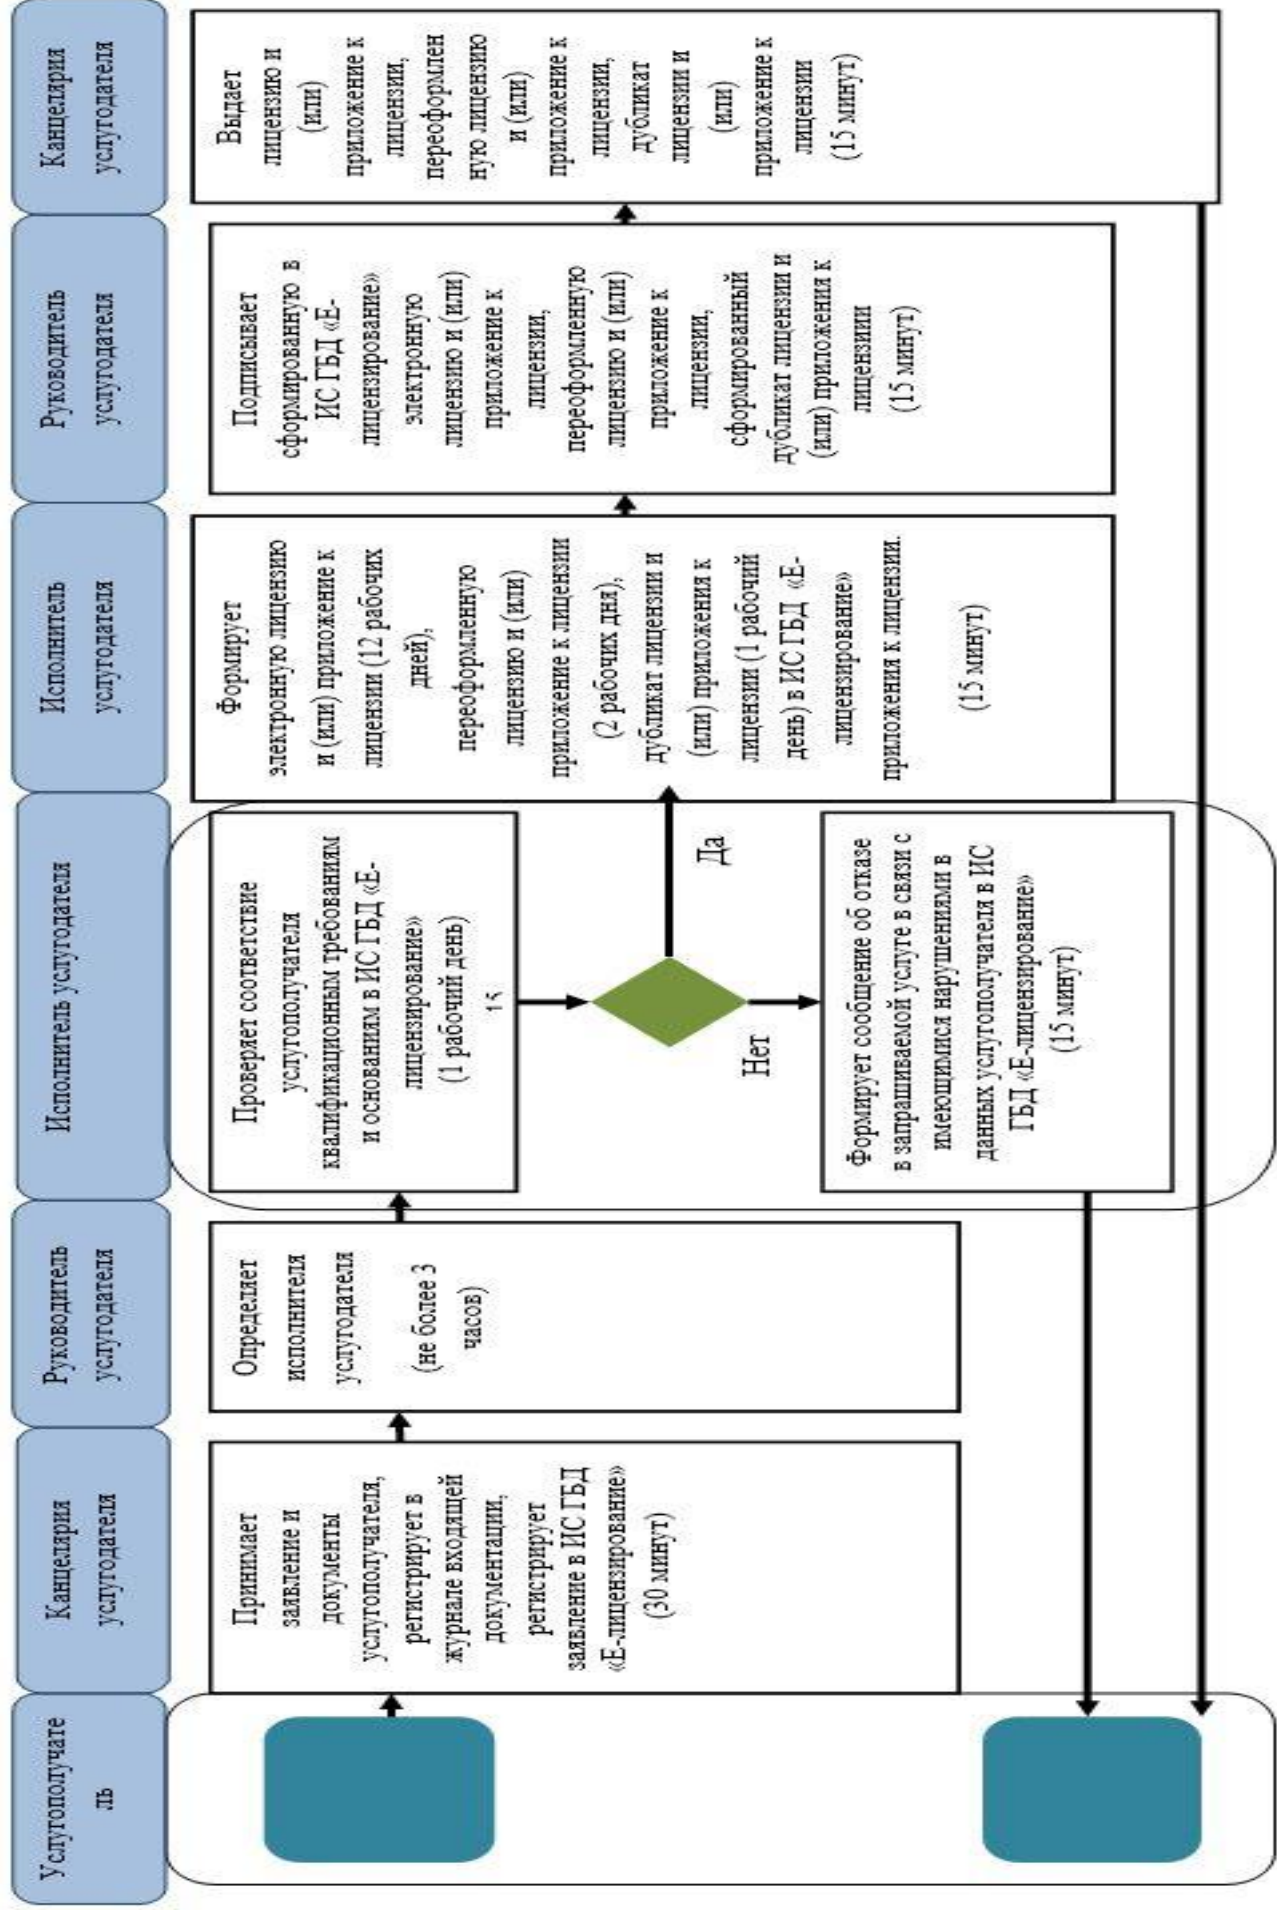 Услугополучате
ль
Канцелярия
услугодателя
Руководитель
услугодателя
Исполнитель услугодателя
Исполнитель
услугодателя
Руководитель
услугодателя
Канцелярия
услугодателя
Принимает
заявление и
документы
услугополучателя,
регистрирует в
журнале входящей
документации,
регистрирует
заявление в ИС ГБД
«Е-лицензирование»
(30 минут)
Определяет
исполнителя
услугодателя
(не более 3
часов)
Проверяет соответствие
услугополучателя
квалификационным требованиям
и основаниям в ИС ГБД «Е-
лицензирование»
(1 рабочий день)
15
Нет
Да
Формирует сообщение об отказе
в запрашиваемой услуге в связи с
имеющимися нарушениями в
данных услугополучателя в ИС
ГБД «Е-лицензирование»
(15 минут)
Формирует
электронную лицензию
и (или) приложение к
лицензии (12 рабочих
дней),
переоформленную
лицензию и (или)
приложение к лицензии
(2 рабочих дня),
дубликат лицензии и
(или) приложения к
лицензии (1 рабочий
день) в ИС ГБД «Е-
лицензирование»
приложения к лицензии.
(15 минут)
Подписывает
сформированную в
ИС ГБД «Е-
лицензирование»
электронную
лицензию и (или)
приложение к
лицензии,
переоформленную
лицензию и (или)
приложение к
лицензии,
сформированный
дубликат лицензии и
(или) приложения к
лицензиии
(15 минут)
Выдает
лицензию и
(или)
приложение к
лицензии,
переоформлен
ную лицензию
и (или)
приложение к
лицензии,
дубликат
лицензии и
(или)
приложение к
лицензии
(15 минут)